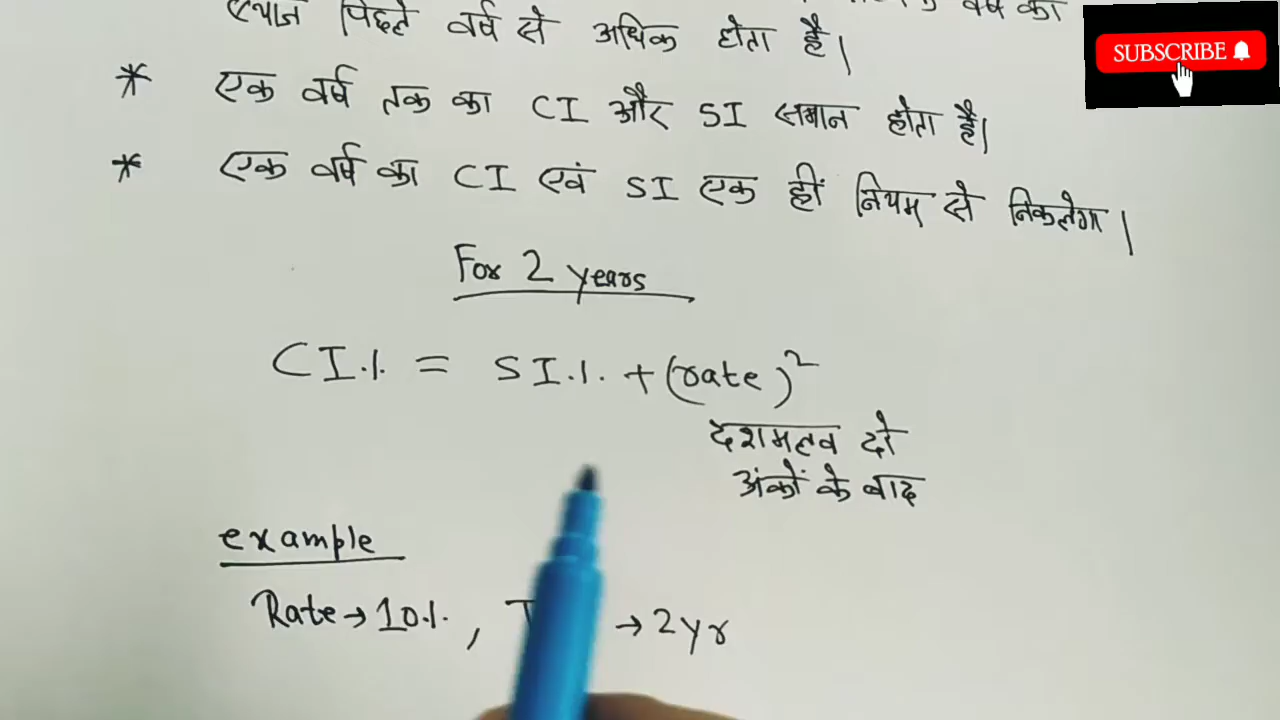 वर्ष का
ब्याज पिछले वर्ष से अधिक होता है।
SUBSCRIBE
* एक वर्ष तक का CI और SI समान होता है।
* एक वर्ष का CI एवं SI एक हीं नियम से निकलेगा।
For 2 years
CI.% = SI.% + (rate)²
दशमलव दो
अंकों के बाद
example
Rate → 10%, T → 2yr